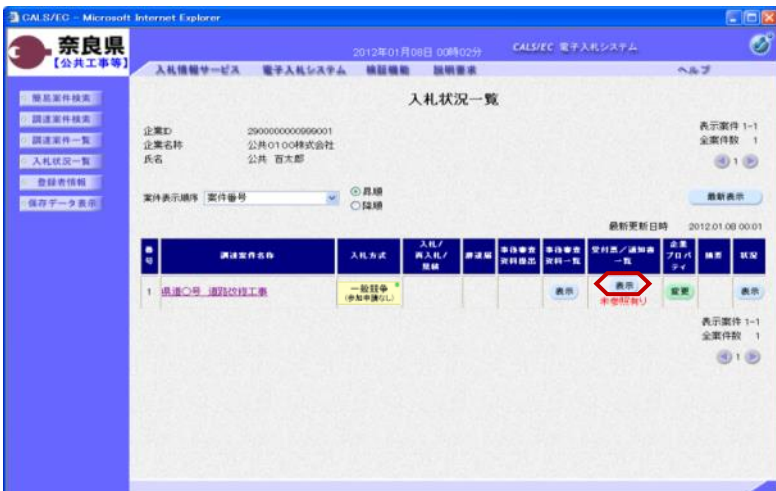 CALS/EC - Microsoft Internet Explorer
奈良県
【公共工事等】
2012年01月08日 00時02分
CALS/EC 電子入札システム
入札情報サービス 電子入札システム 検証機能 説明要求 ヘルプ
簡易案件検索
調達案件検索
調達案件一覧
入札状況一覧
登録者情報
保存データ表示
入札状況一覧
企業ID 2900000000999001
企業名称 公共0100株式会社
氏名 公共 百太郎
表示案件 1-1
全案件数 1
1
案件表示順序 案件番号
昇順
降順
最新表示
最新更新日時 2012.01.08 00:01
番号 調達案件名称 入札方式 入札/再入札/見積 辞退届 事後審査資料提出 事後審査資料一覧 受付票/通知書一覧 企業プロパティ 摘要 状況
1 県道〇号 道路改修工事 一般競争 (参加申請なし) 表示 表示 未参照有り 変更 表示
表示案件 1-1
全案件数 1
1